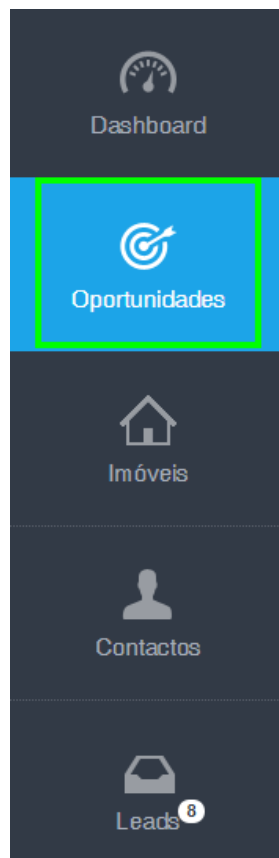 Dashboard
Oportunidades
Imóveis
Contactos
Leads 8